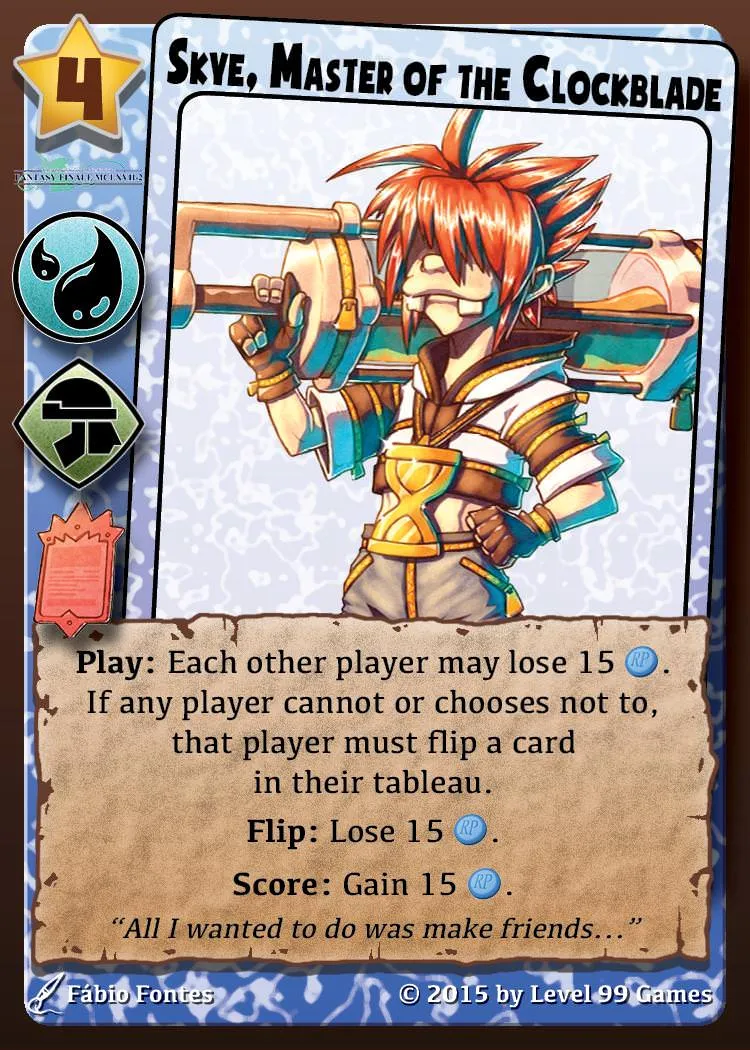 4
SKYE, MASTER OF THE CLOCKBLADE
Play: Each other player may lose 15 RP.
If any player cannot or chooses not to,
that player must flip a card
in their tableau.
Flip: Lose 15 RP.
Score: Gain 15 RP.
“All I wanted to do was make friends...”
Fábio Fontes
© 2015 by Level 99 Games